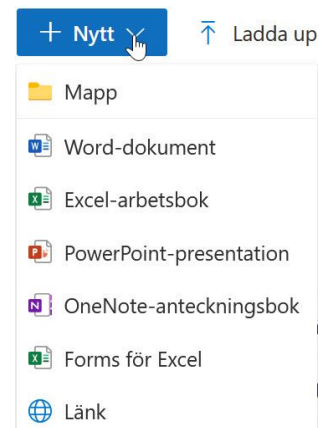 Nytt
Ladda up
Mapp
Word-dokument
Excel-arbetsbok
PowerPoint-presentation
OneNote-anteckningsbok
Forms för Excel
Länk